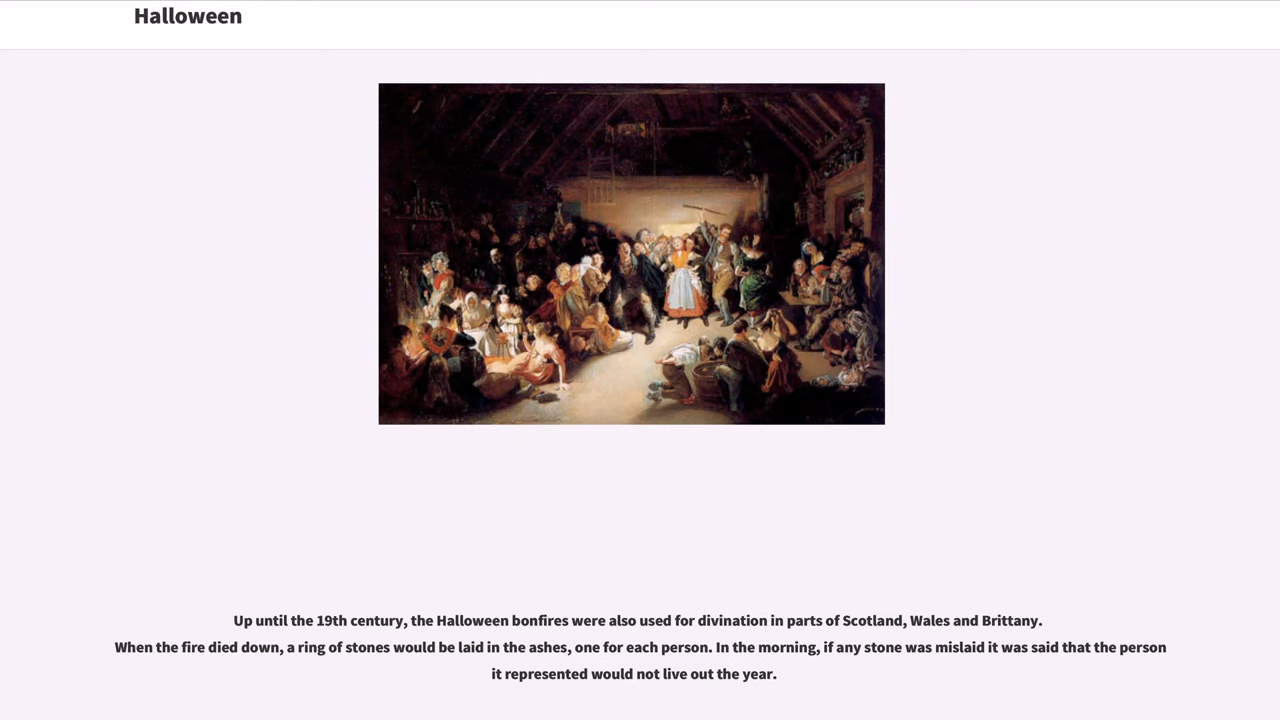 Halloween
Up until the 19th century, the Halloween bonfires were also used for divination in parts of Scotland, Wales and Brittany.
When the fire died down, a ring of stones would be laid in the ashes, one for each person. In the morning, if any stone was mislaid it was said that the person
it represented would not live out the year.